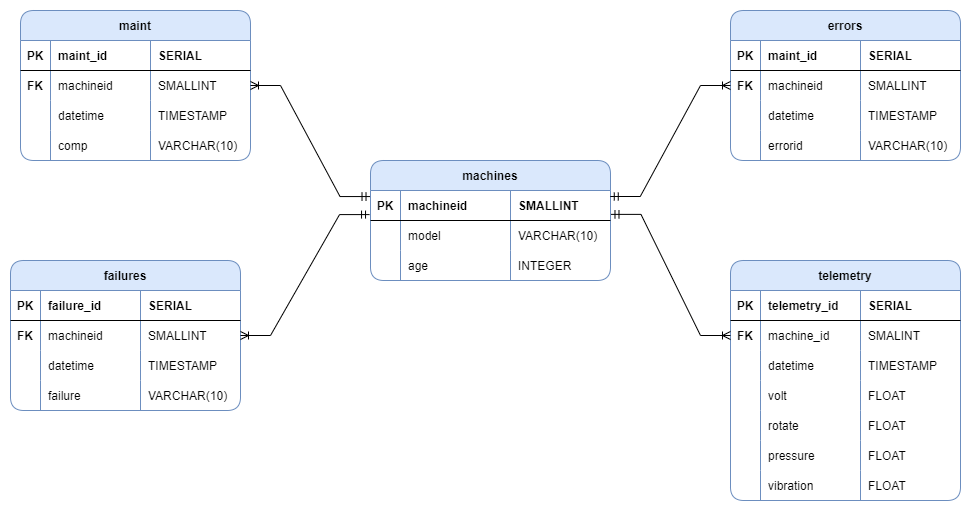 maint
PK maint_id SERIAL
FK machineid SMALLINT
datetime TIMESTAMP
comp VARCHAR(10)
errors
PK maint_id SERIAL
FK machineid SMALLINT
datetime TIMESTAMP
errorid VARCHAR(10)
machines
PK machineid SMALLINT
model VARCHAR(10)
age INTEGER
failures
PK failure_id SERIAL
FK machineid SMALLINT
datetime TIMESTAMP
failure VARCHAR(10)
telemetry
PK telemetry_id SERIAL
FK machine_id SMALINT
datetime TIMESTAMP
volt FLOAT
rotate FLOAT
pressure FLOAT
vibration FLOAT